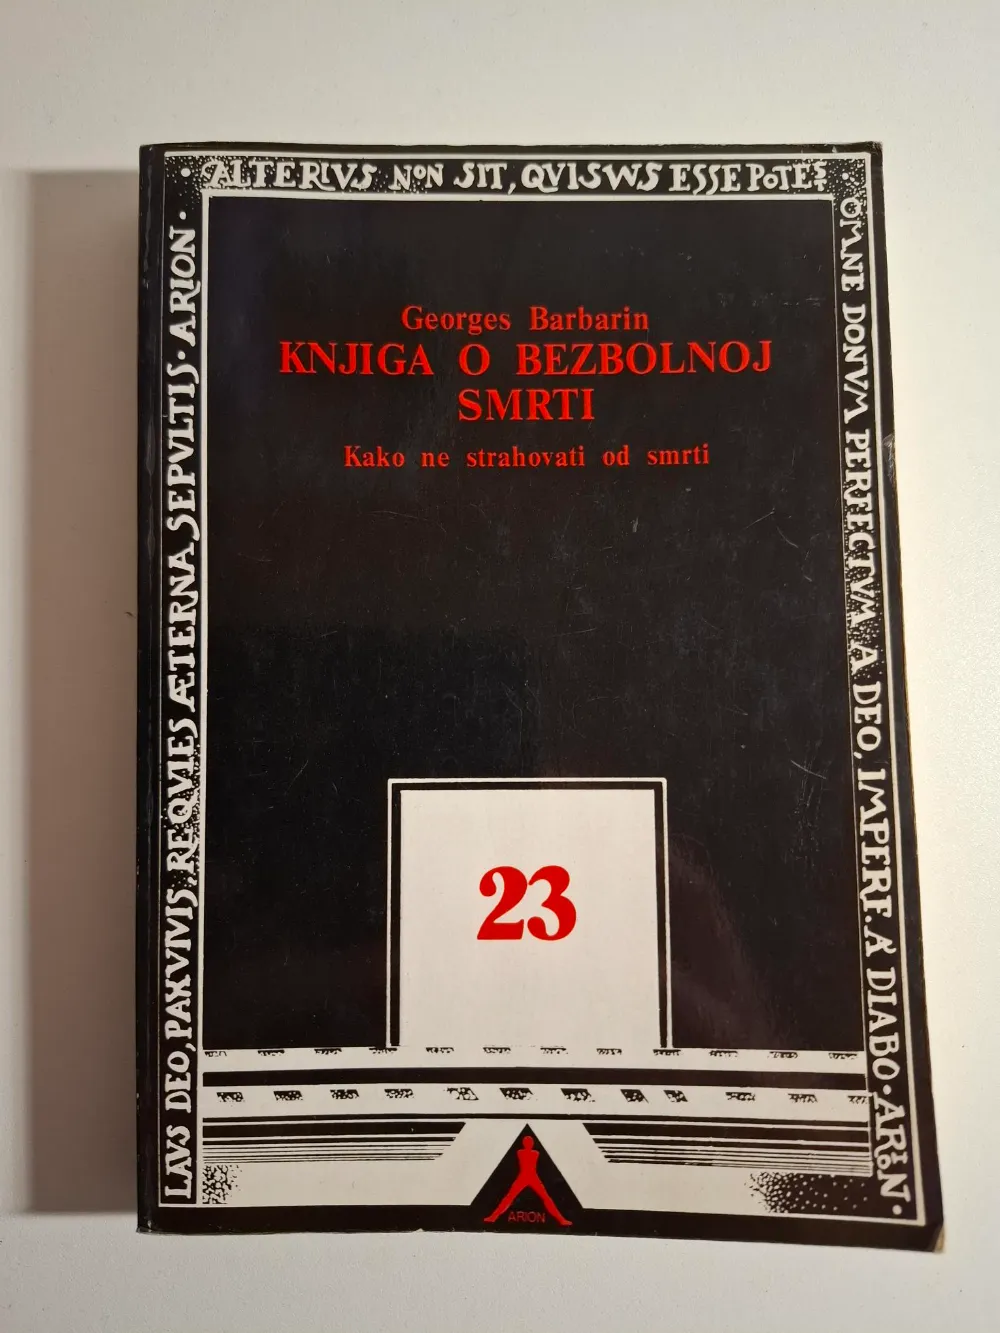 ALTERIVS NON SIT, QVI SWS ESSE POTEST
OMNE DONVM PERFECTVM A DEO, IMPERF. A DIABO · ARION ·
LAVS DEO, PAX VIVIS, REQVIES ÆTERNA SEPVLTIS · ARION ·
Georges Barbarin
KNJIGA O BEZBOLNOJ
SMRTI
Kako ne strahovati od smrti
23
ARION